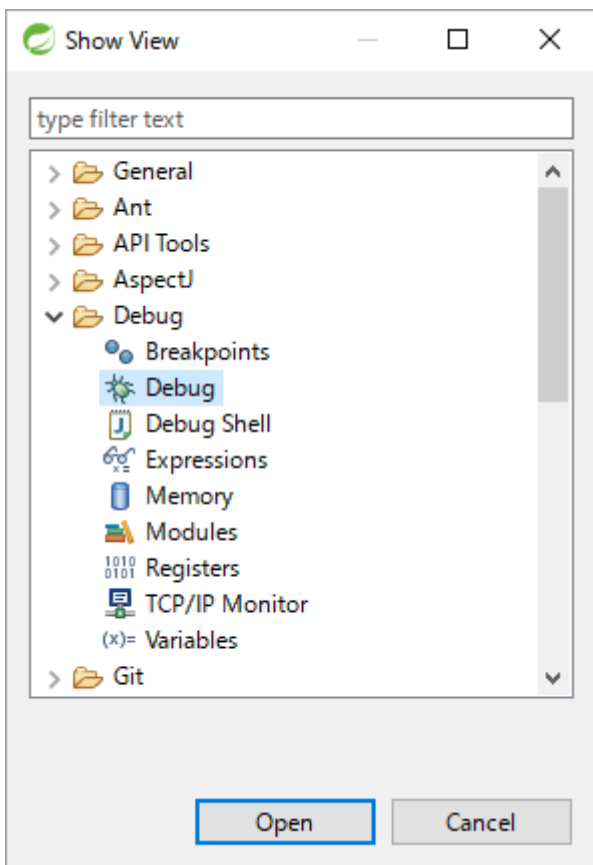 Show View
type filter text
General
Ant
API Tools
AspectJ
Debug
Breakpoints
Debug
Debug Shell
Expressions
Memory
Modules
1010
0101 Registers
TCP/IP Monitor
(x)= Variables
Git
Open Cancel